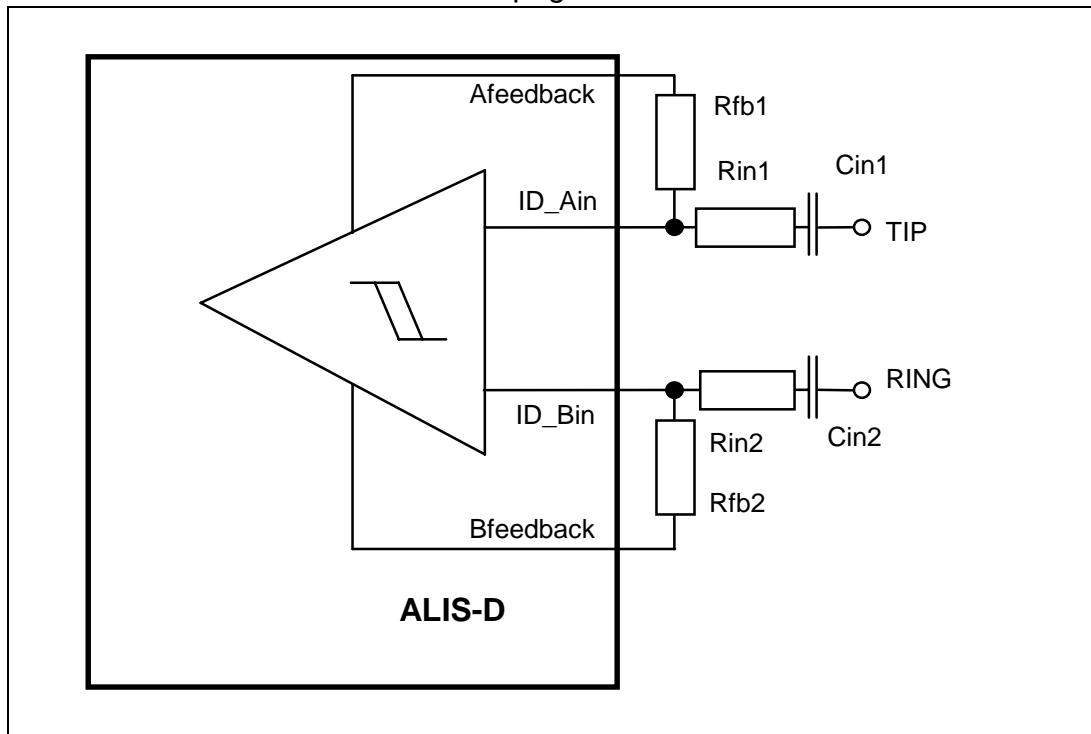 Afeedback
Rfb1
Rin1
Cin1
ID_Ain
TIP
RING
ID_Bin
Rin2
Cin2
Rfb2
Bfeedback
ALIS-D